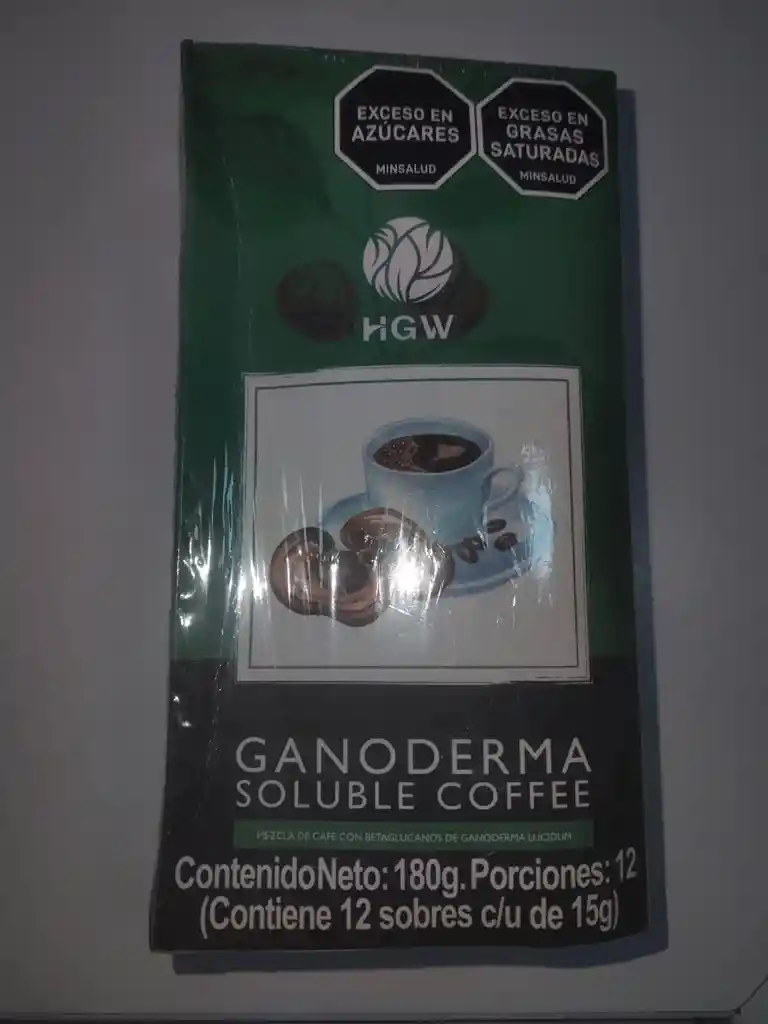 EXCESO EN
AZÚCARES
MINSALUD
EXCESO EN
GRASAS
SATURADAS
MINSALUD
HGW
GANODERMA
SOLUBLE COFFEE
MEZCLA DE CAFE CON BETAGLUCANOS DE GANODERMA LUCIDUM
ContenidoNeto: 180g. Porciones: 12
(Contiene 12 sobres c/u de 15g)